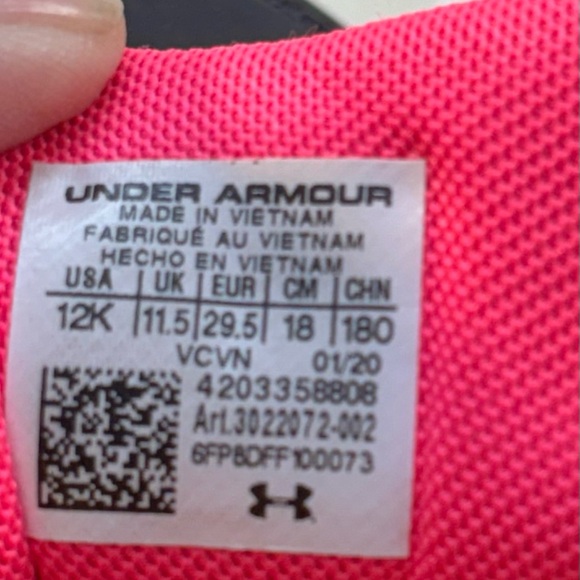 UNDER ARMOUR
MADE IN VIETNAM
FABRIQUÉ AU VIETNAM
HECHO EN VIETNAM
USA UK EUR CM CHN
12K 11.5 29.5 18 180
VCVN 01/20
4203358808
Art.3022072-002
6FP8DFF100073